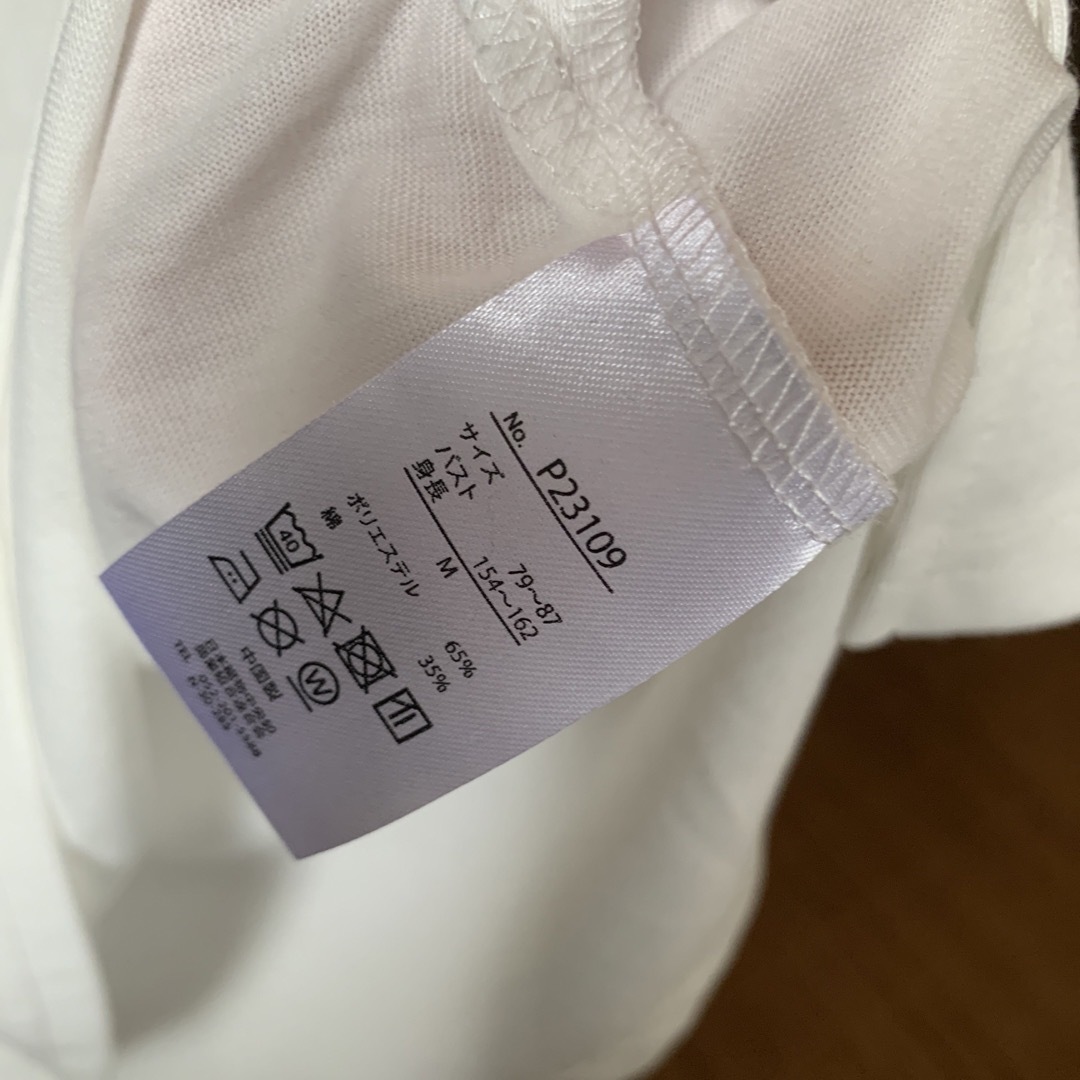 No. P23109
サイズ
バスト 79～87
身長 154～162
M
ポリエステル 65%
綿 35%
40
W
中国製